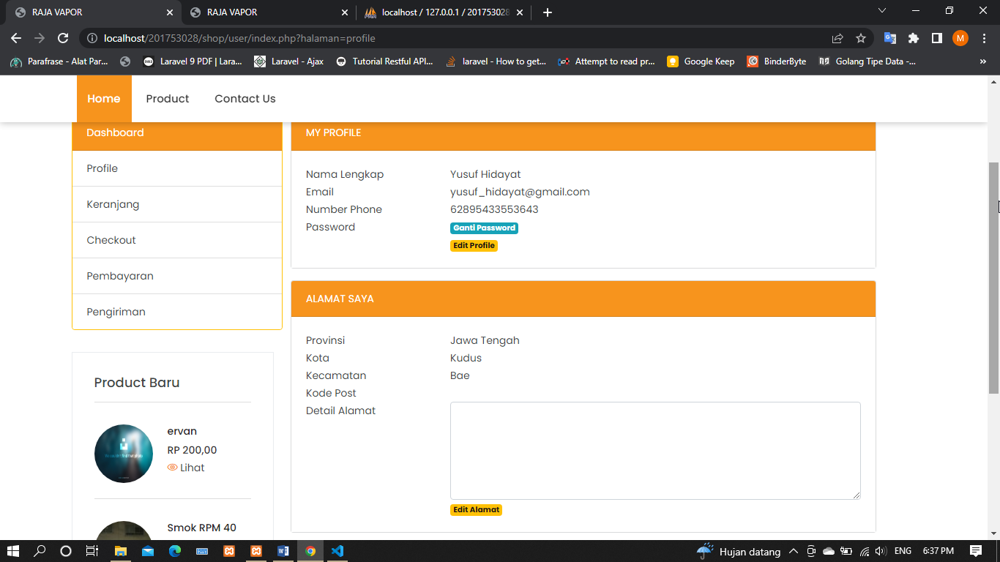 RAJA VAPOR
RAJA VAPOR
localhost / 127.0.0.1 / 201753028
localhost/201753028/shop/user/index.php?halaman=profile
M
Parafrase - Alat Par...
Laravel 9 PDF | Lara...
Laravel - Ajax
Tutorial Restful API...
laravel - How to get...
Attempt to read pr...
Google Keep
BinderByte
Golang Tipe Data -...
»
Home
Product
Contact Us
Dashboard
Profile
Keranjang
Checkout
Pembayaran
Pengiriman
Product Baru
ervan
RP 200,00
Lihat
Smok RPM 40
MY PROFILE
Nama Lengkap Yusuf Hidayat
Email yusuf_hidayat@gmail.com
Number Phone 62895433553643
Password Ganti Password
Edit Profile
ALAMAT SAYA
Provinsi Jawa Tengah
Kota Kudus
Kecamatan Bae
Kode Post
Detail Alamat
Edit Alamat
Hujan datang
ENG
6:37 PM